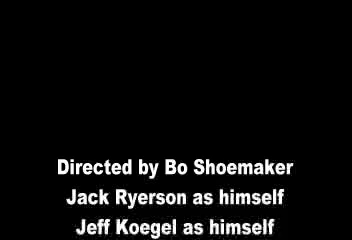 Directed by Bo Shoemaker
Jack Ryerson as himself
Jeff Koegel as himself